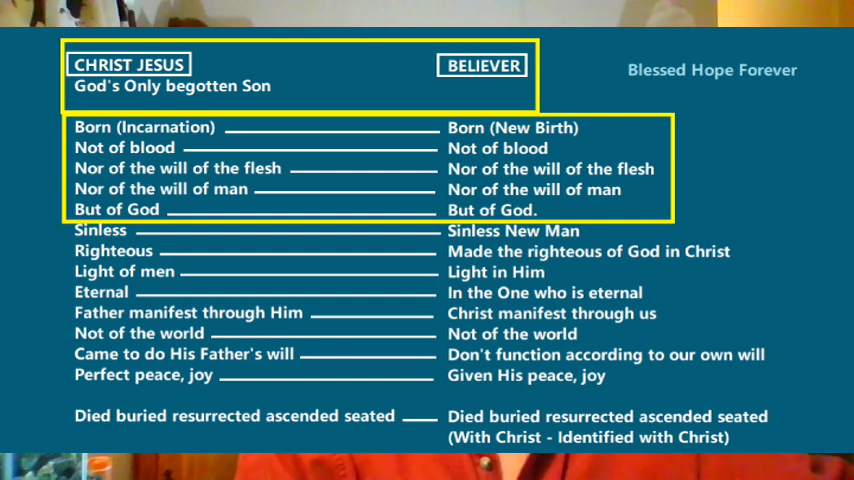 CHRIST JESUS BELIEVER Blessed Hope Forever
God's Only begotten Son
Born (Incarnation) Born (New Birth)
Not of blood Not of blood
Nor of the will of the flesh Nor of the will of the flesh
Nor of the will of man Nor of the will of man
But of God But of God.
Sinless Sinless New Man
Righteous Made the righteous of God in Christ
Light of men Light in Him
Eternal In the One who is eternal
Father manifest through Him Christ manifest through us
Not of the world Not of the world
Came to do His Father's will Don't function according to our own will
Perfect peace, joy Given His peace, joy
Died buried resurrected ascended seated Died buried resurrected ascended seated
(With Christ - Identified with Christ)